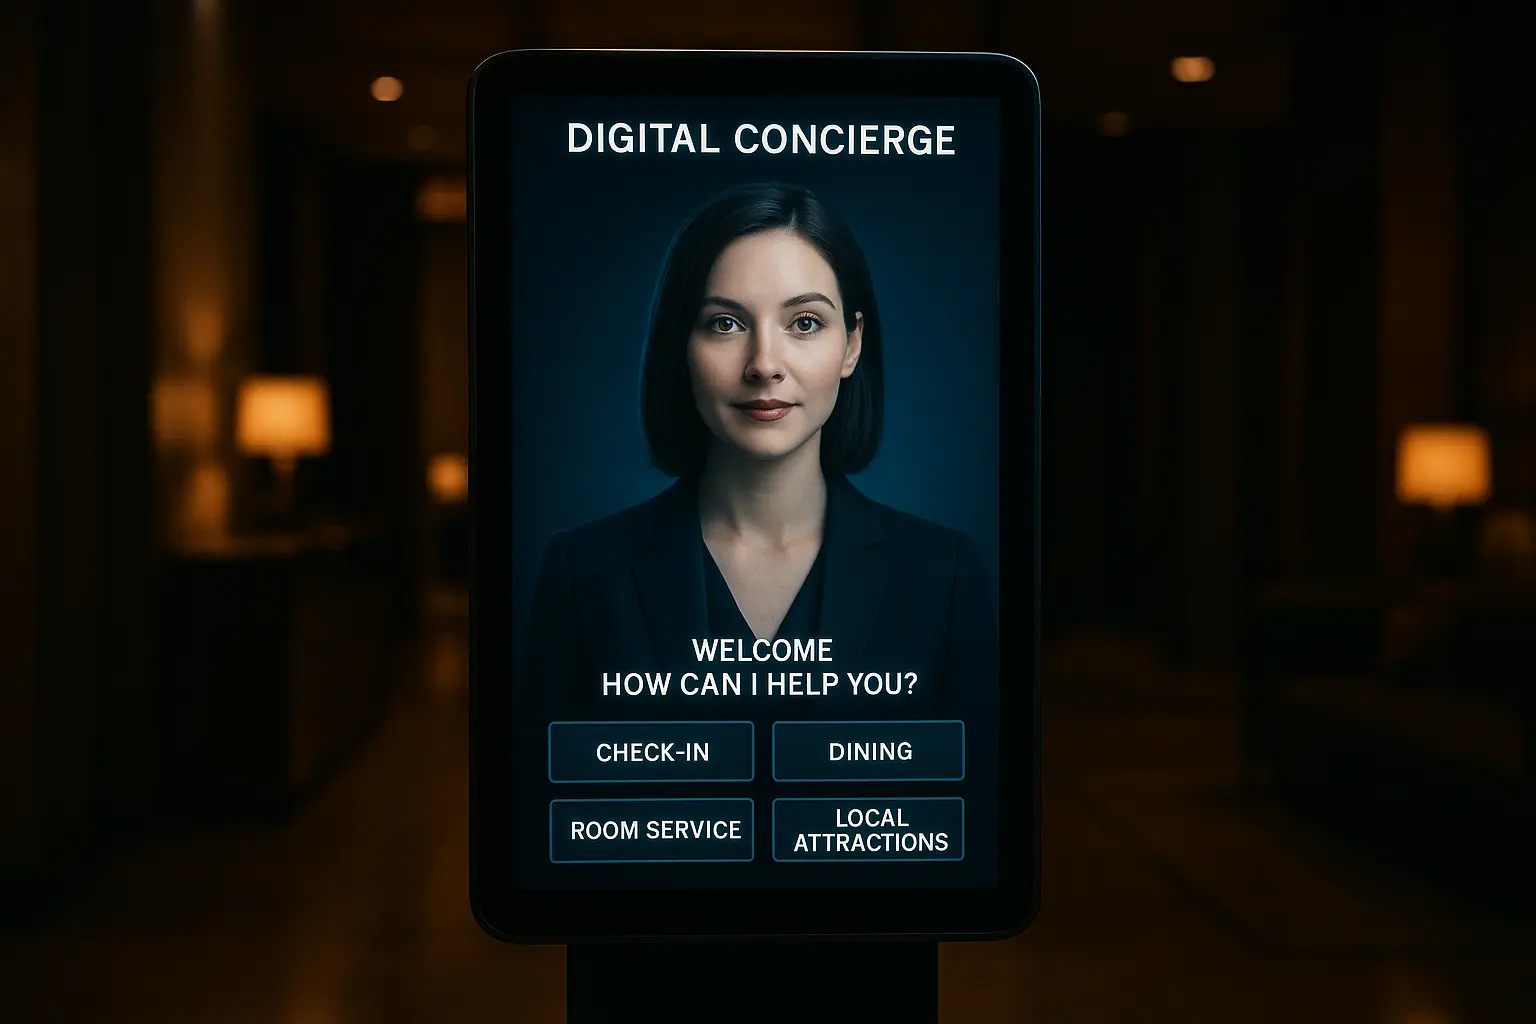 DIGITAL CONCIERGE
WELCOME
HOW CAN I HELP YOU?
CHECK-IN
DINING
ROOM SERVICE
LOCAL
ATTRACTIONS